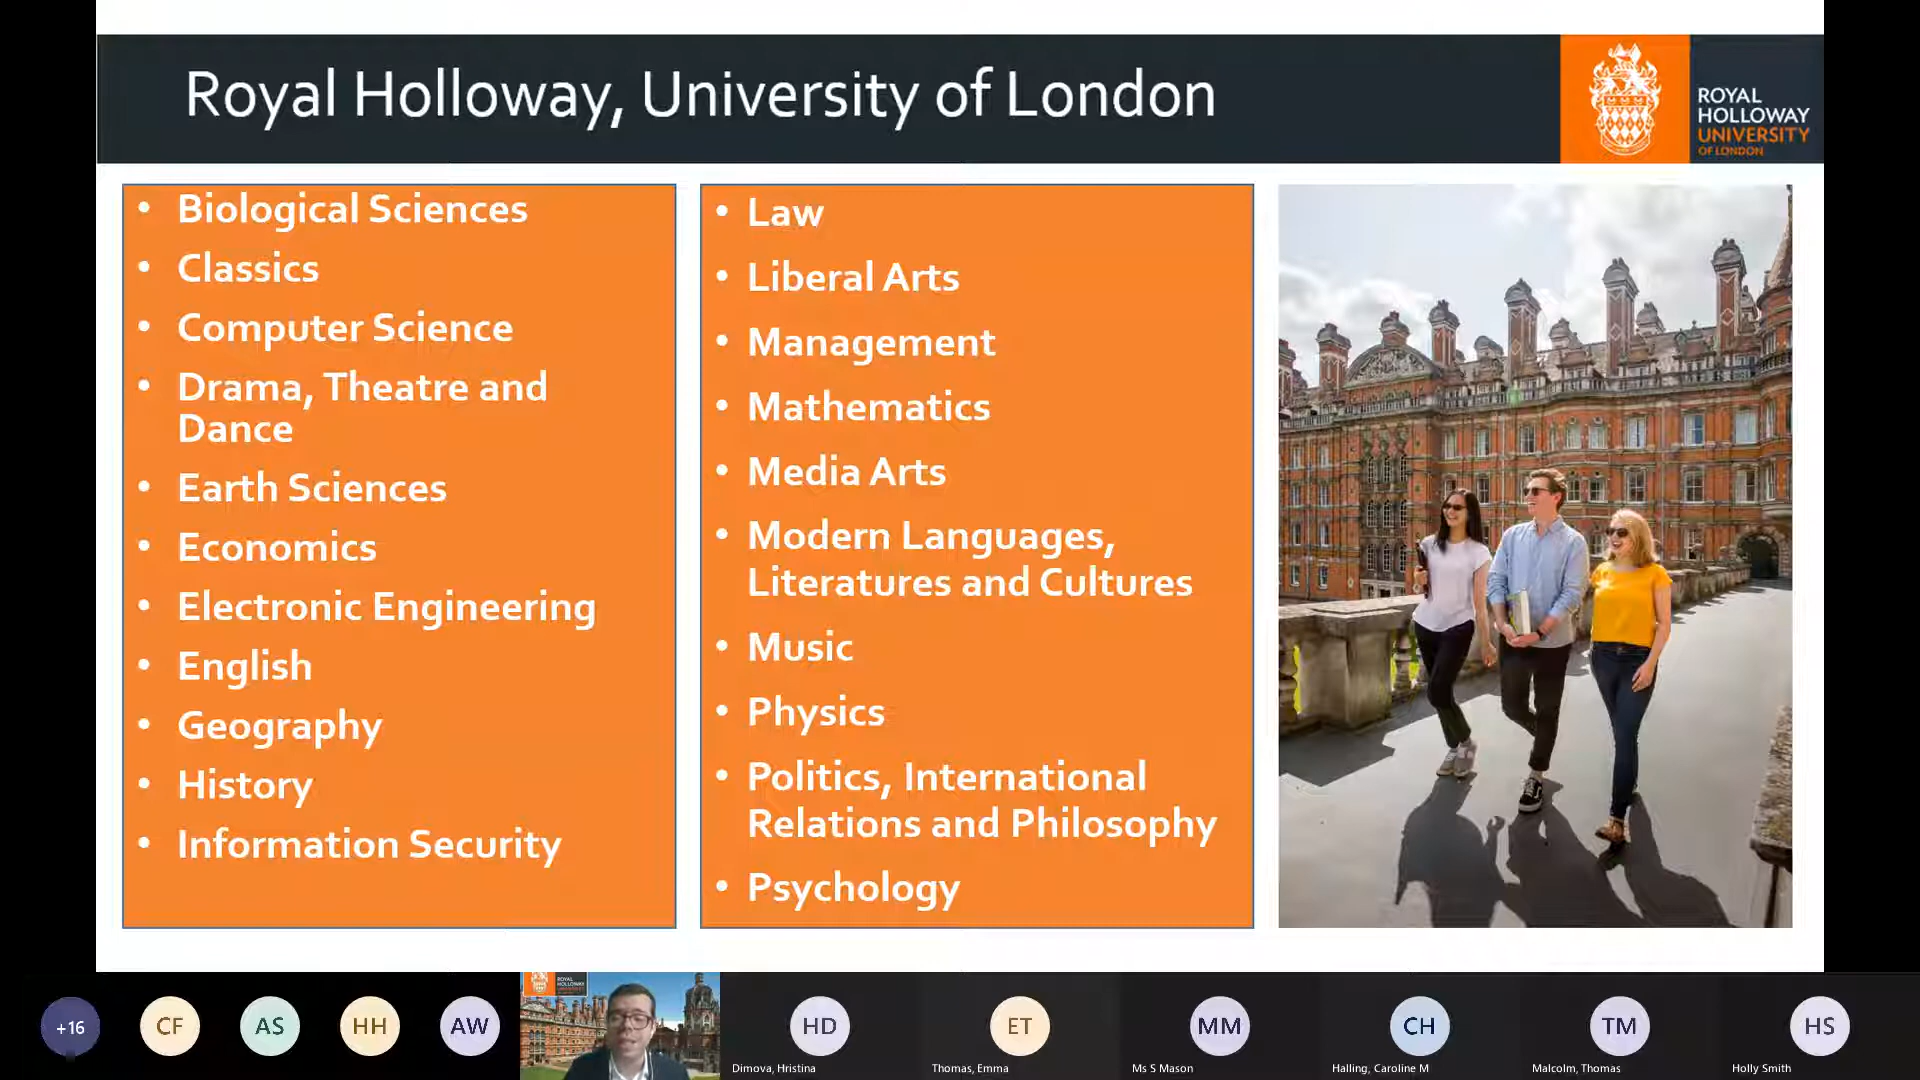 Royal Holloway, University of London
ROYAL
HOLLOWAY
UNIVERSITY
OF LONDON
• Biological Sciences
• Classics
• Computer Science
• Drama, Theatre and
Dance
• Earth Sciences
• Economics
• Electronic Engineering
• English
• Geography
• History
• Information Security
• Law
• Liberal Arts
• Management
• Mathematics
• Media Arts
• Modern Languages,
Literatures and Cultures
• Music
• Physics
• Politics, International
Relations and Philosophy
• Psychology
+16
CF
AS
HH
AW
ROYAL
HOLLOWAY
HD
Dimova, Hristina
ET
Thomas, Emma
MM
Ms S Mason
CH
Halling, Caroline M
TM
Malcolm, Thomas
HS
Holly Smith